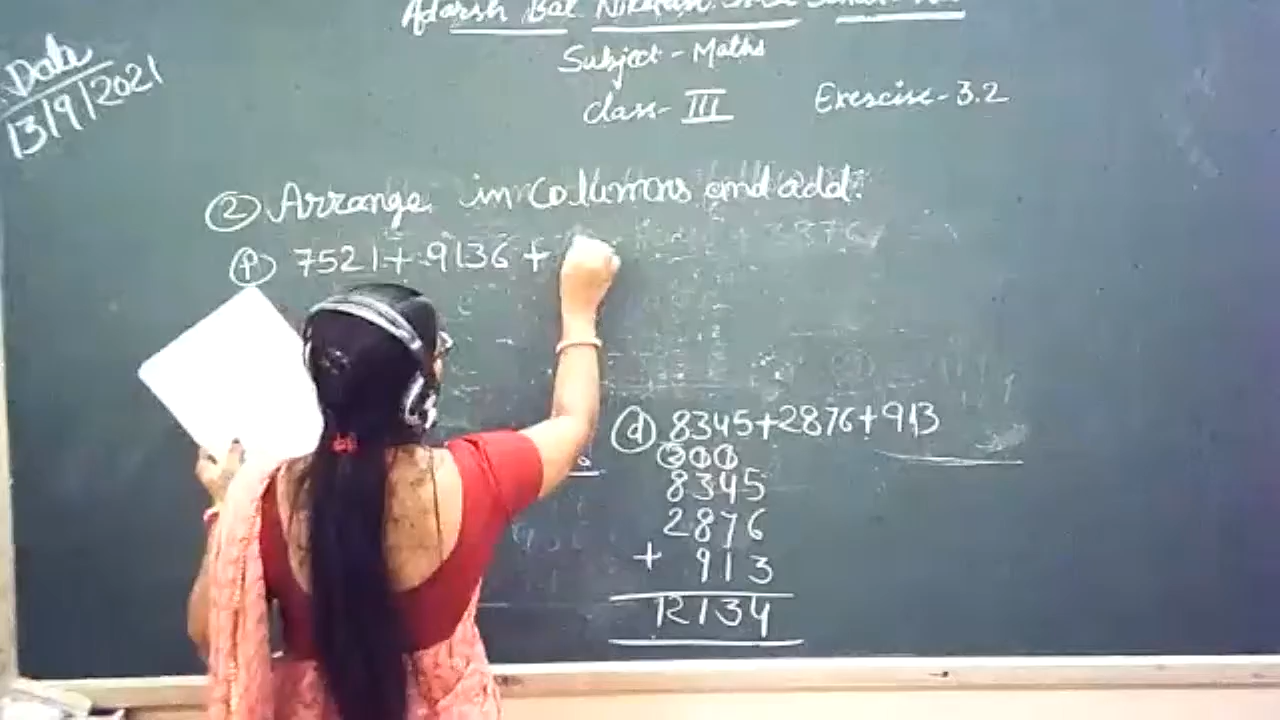 Adarsh Bal Niketan
Subject - Maths
Date
13/9/2021
Class - III Exercise - 3.2
② Arrange in columns and add.
7521 + 9136 +
ⓓ 8345+2876+913
8345
2876
+ 913
12134